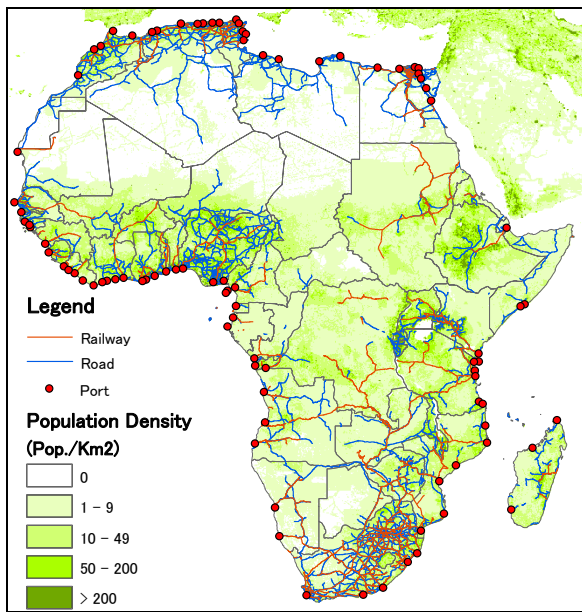 Legend
Railway
Road
Port
Population Density
(Pop./Km2)
0
1 - 9
10 - 49
50 - 200
> 200